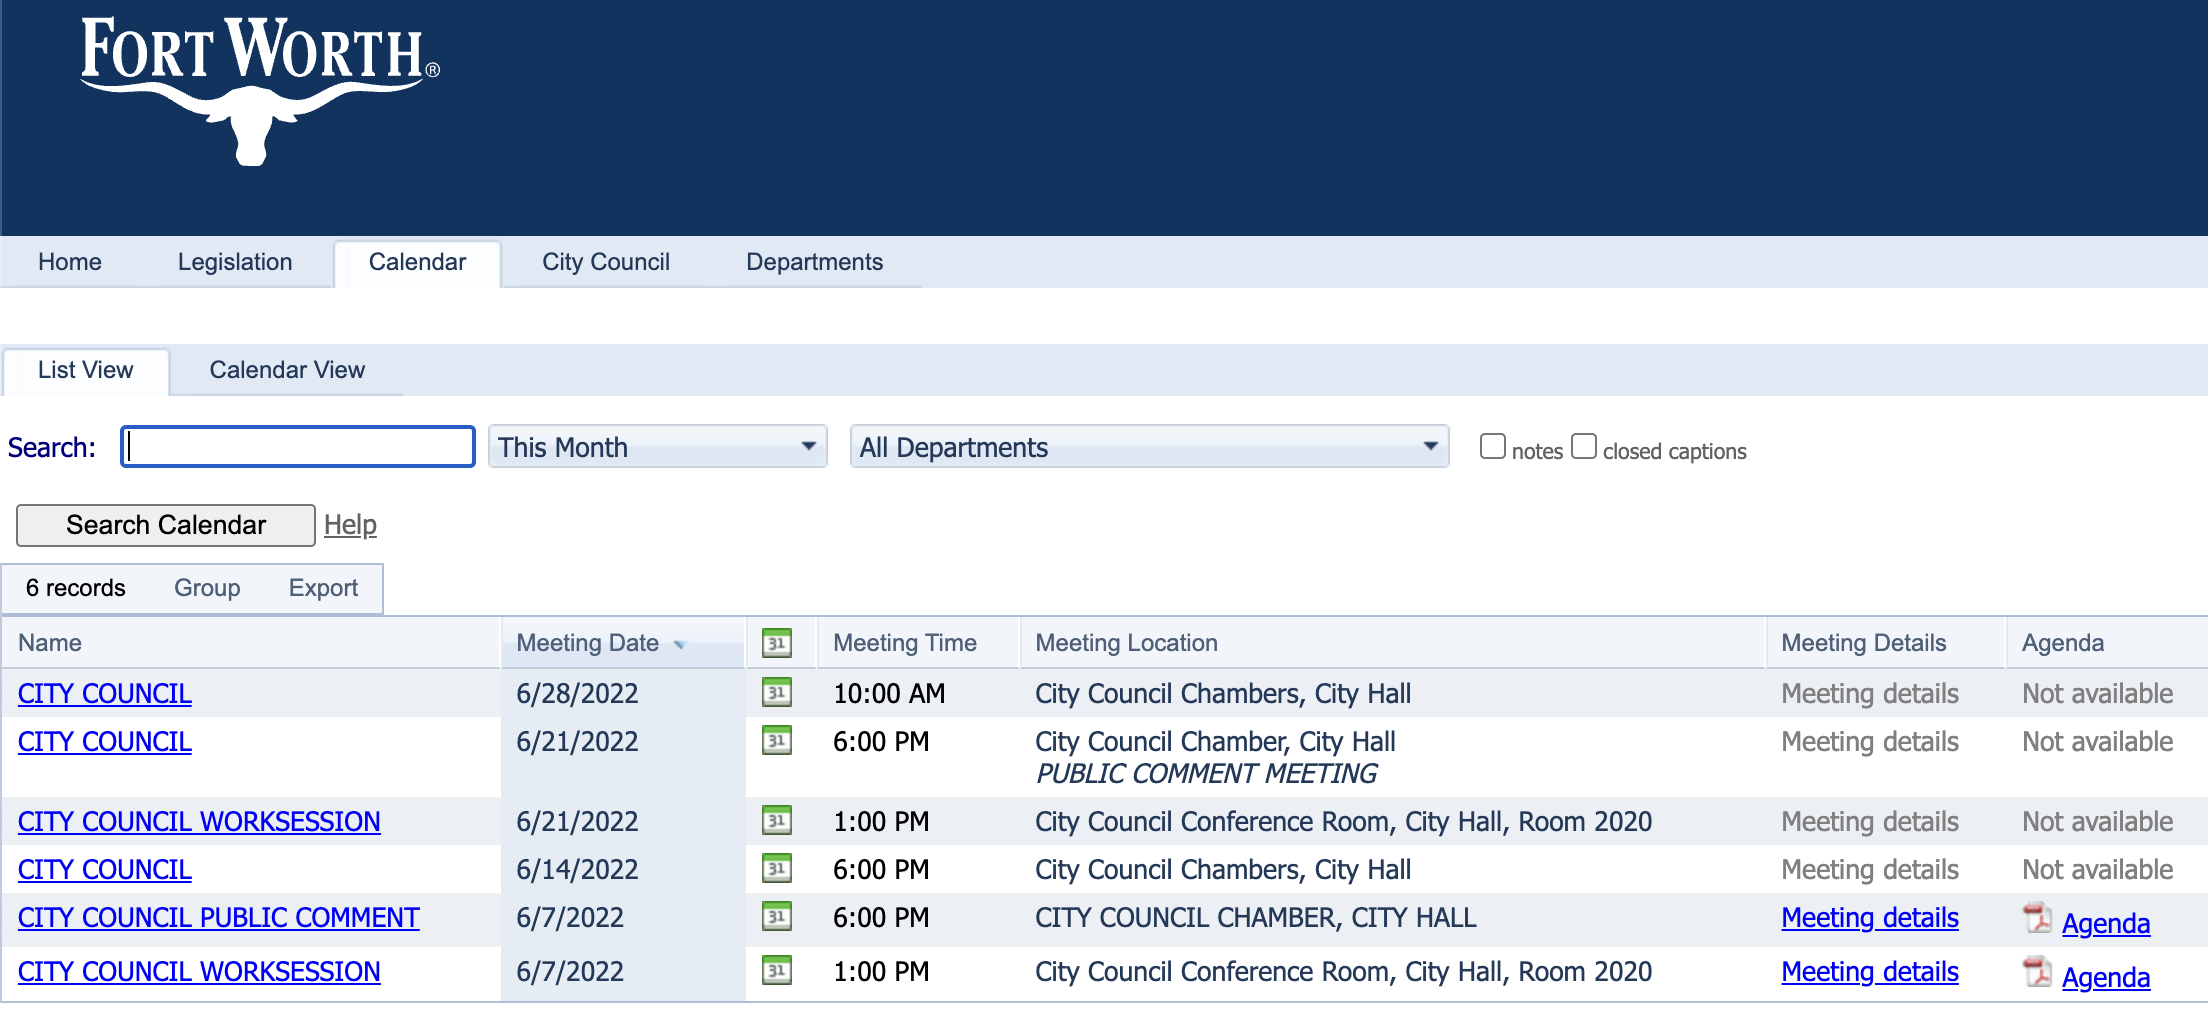 FORT WORTH®
Home Legislation Calendar City Council Departments
List View Calendar View
Search: This Month All Departments notes closed captions
Search Calendar Help
6 records Group Export
Name Meeting Date 31 Meeting Time Meeting Location Meeting Details Agenda
CITY COUNCIL 6/28/2022 31 10:00 AM City Council Chambers, City Hall Meeting details Not available
CITY COUNCIL 6/21/2022 31 6:00 PM City Council Chamber, City Hall Meeting details Not available
PUBLIC COMMENT MEETING
CITY COUNCIL WORKSESSION 6/21/2022 31 1:00 PM City Council Conference Room, City Hall, Room 2020 Meeting details Not available
CITY COUNCIL 6/14/2022 31 6:00 PM City Council Chambers, City Hall Meeting details Not available
CITY COUNCIL PUBLIC COMMENT 6/7/2022 31 6:00 PM CITY COUNCIL CHAMBER, CITY HALL Meeting details Agenda
CITY COUNCIL WORKSESSION 6/7/2022 31 1:00 PM City Council Conference Room, City Hall, Room 2020 Meeting details Agenda